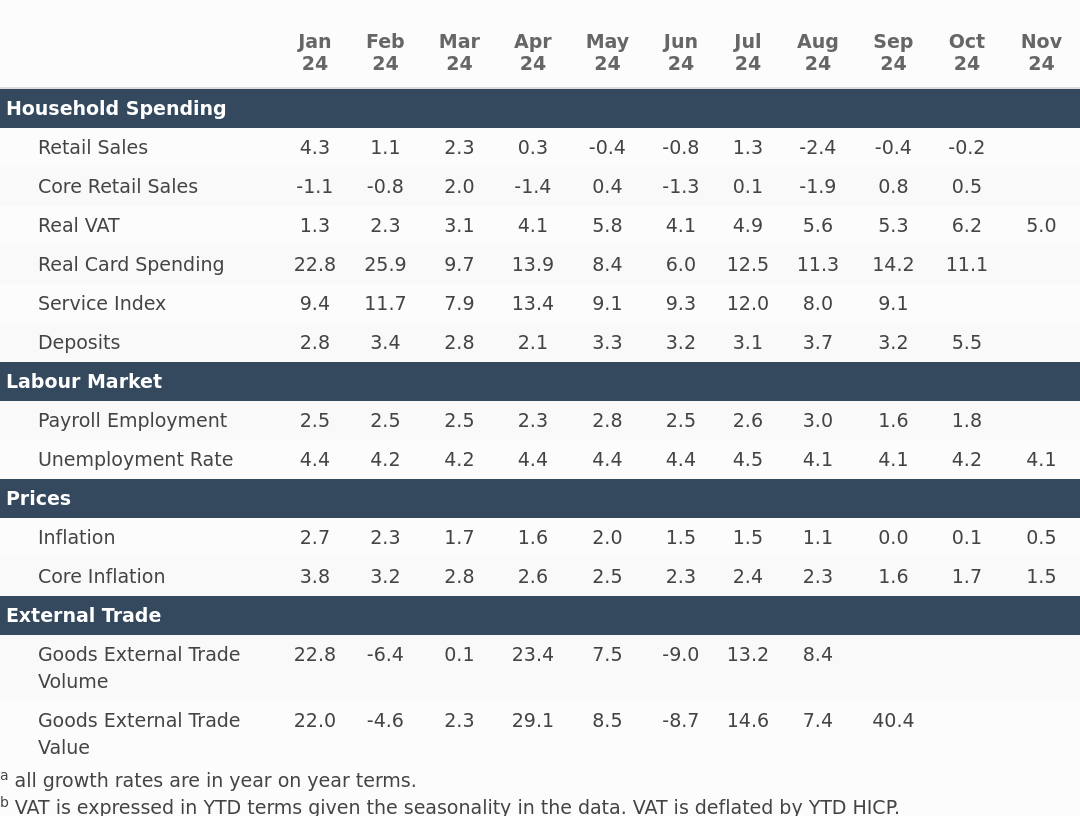 Jan 24 Feb 24 Mar 24 Apr 24 May 24 Jun 24 Jul 24 Aug 24 Sep 24 Oct 24 Nov 24
Household Spending
Retail Sales 4.3 1.1 2.3 0.3 -0.4 -0.8 1.3 -2.4 -0.4 -0.2
Core Retail Sales -1.1 -0.8 2.0 -1.4 0.4 -1.3 0.1 -1.9 0.8 0.5
Real VAT 1.3 2.3 3.1 4.1 5.8 4.1 4.9 5.6 5.3 6.2 5.0
Real Card Spending 22.8 25.9 9.7 13.9 8.4 6.0 12.5 11.3 14.2 11.1
Service Index 9.4 11.7 7.9 13.4 9.1 9.3 12.0 8.0 9.1
Deposits 2.8 3.4 2.8 2.1 3.3 3.2 3.1 3.7 3.2 5.5
Labour Market
Payroll Employment 2.5 2.5 2.5 2.3 2.8 2.5 2.6 3.0 1.6 1.8
Unemployment Rate 4.4 4.2 4.2 4.4 4.4 4.4 4.5 4.1 4.1 4.2 4.1
Prices
Inflation 2.7 2.3 1.7 1.6 2.0 1.5 1.5 1.1 0.0 0.1 0.5
Core Inflation 3.8 3.2 2.8 2.6 2.5 2.3 2.4 2.3 1.6 1.7 1.5
External Trade
Goods External Trade 22.8 -6.4 0.1 23.4 7.5 -9.0 13.2 8.4
Volume
Goods External Trade 22.0 -4.6 2.3 29.1 8.5 -8.7 14.6 7.4 40.4
Value
a all growth rates are in year on year terms.
b VAT is expressed in YTD terms given the seasonality in the data. VAT is deflated by YTD HICP.